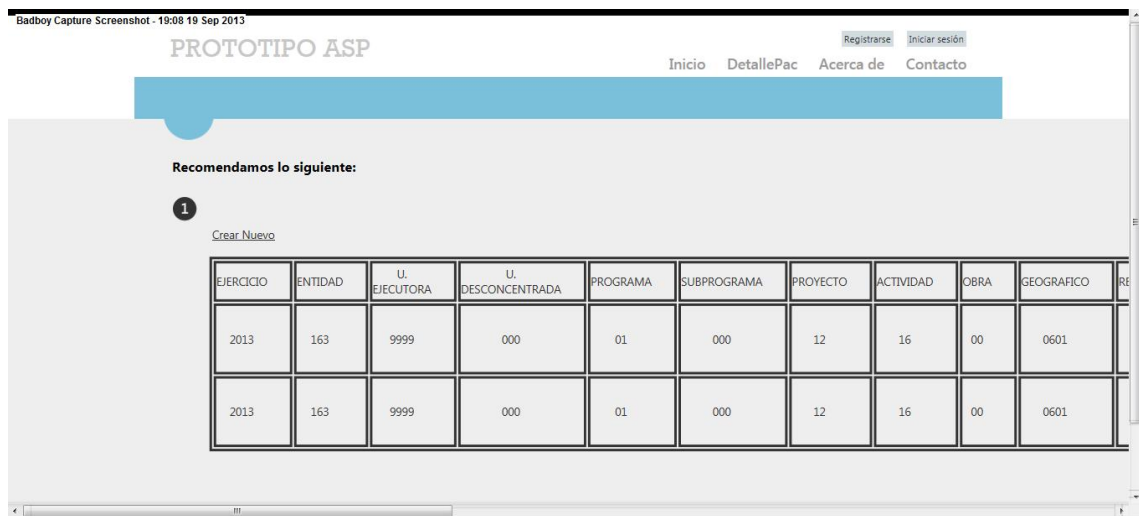 Badboy Capture Screenshot - 19:08 19 Sep 2013
PROTOTIPO ASP
Registrarse Iniciar sesión
Inicio DetallePac Acerca de Contacto
Recomendamos lo siguiente:
1
Crear Nuevo
EJERCICIO ENTIDAD U. EJECUTORA U. DESCONCENTRADA PROGRAMA SUBPROGRAMA PROYECTO ACTIVIDAD OBRA GEOGRAFICO RE
2013 163 9999 000 01 000 12 16 00 0601
2013 163 9999 000 01 000 12 16 00 0601